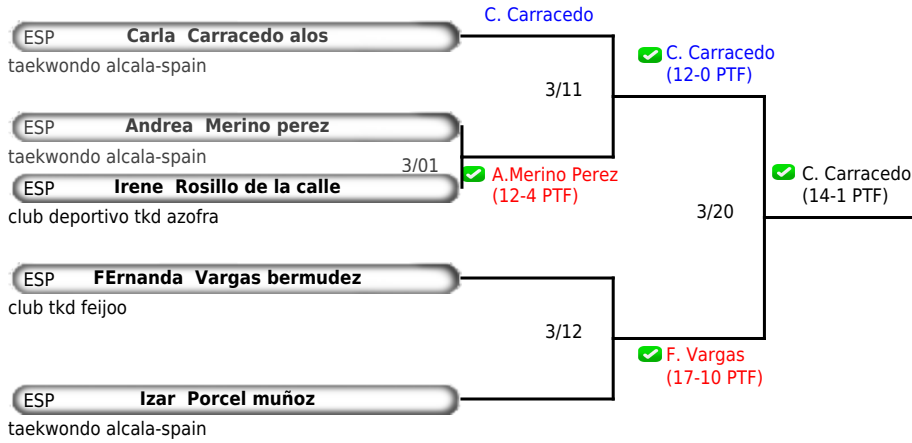 C. Carracedo
ESP Carla Carracedo alos
taekwondo alcala-spain
C. Carracedo
(12-0 PTF)
3/11
ESP Andrea Merino perez
taekwondo alcala-spain
3/01
A.Merino Perez
(12-4 PTF)
ESP Irene Rosillo de la calle
club deportivo tkd azofra
C. Carracedo
(14-1 PTF)
3/20
ESP FErnanda Vargas bermudez
club tkd feijoo
3/12
F. Vargas
(17-10 PTF)
ESP Izar Porcel muñoz
taekwondo alcala-spain